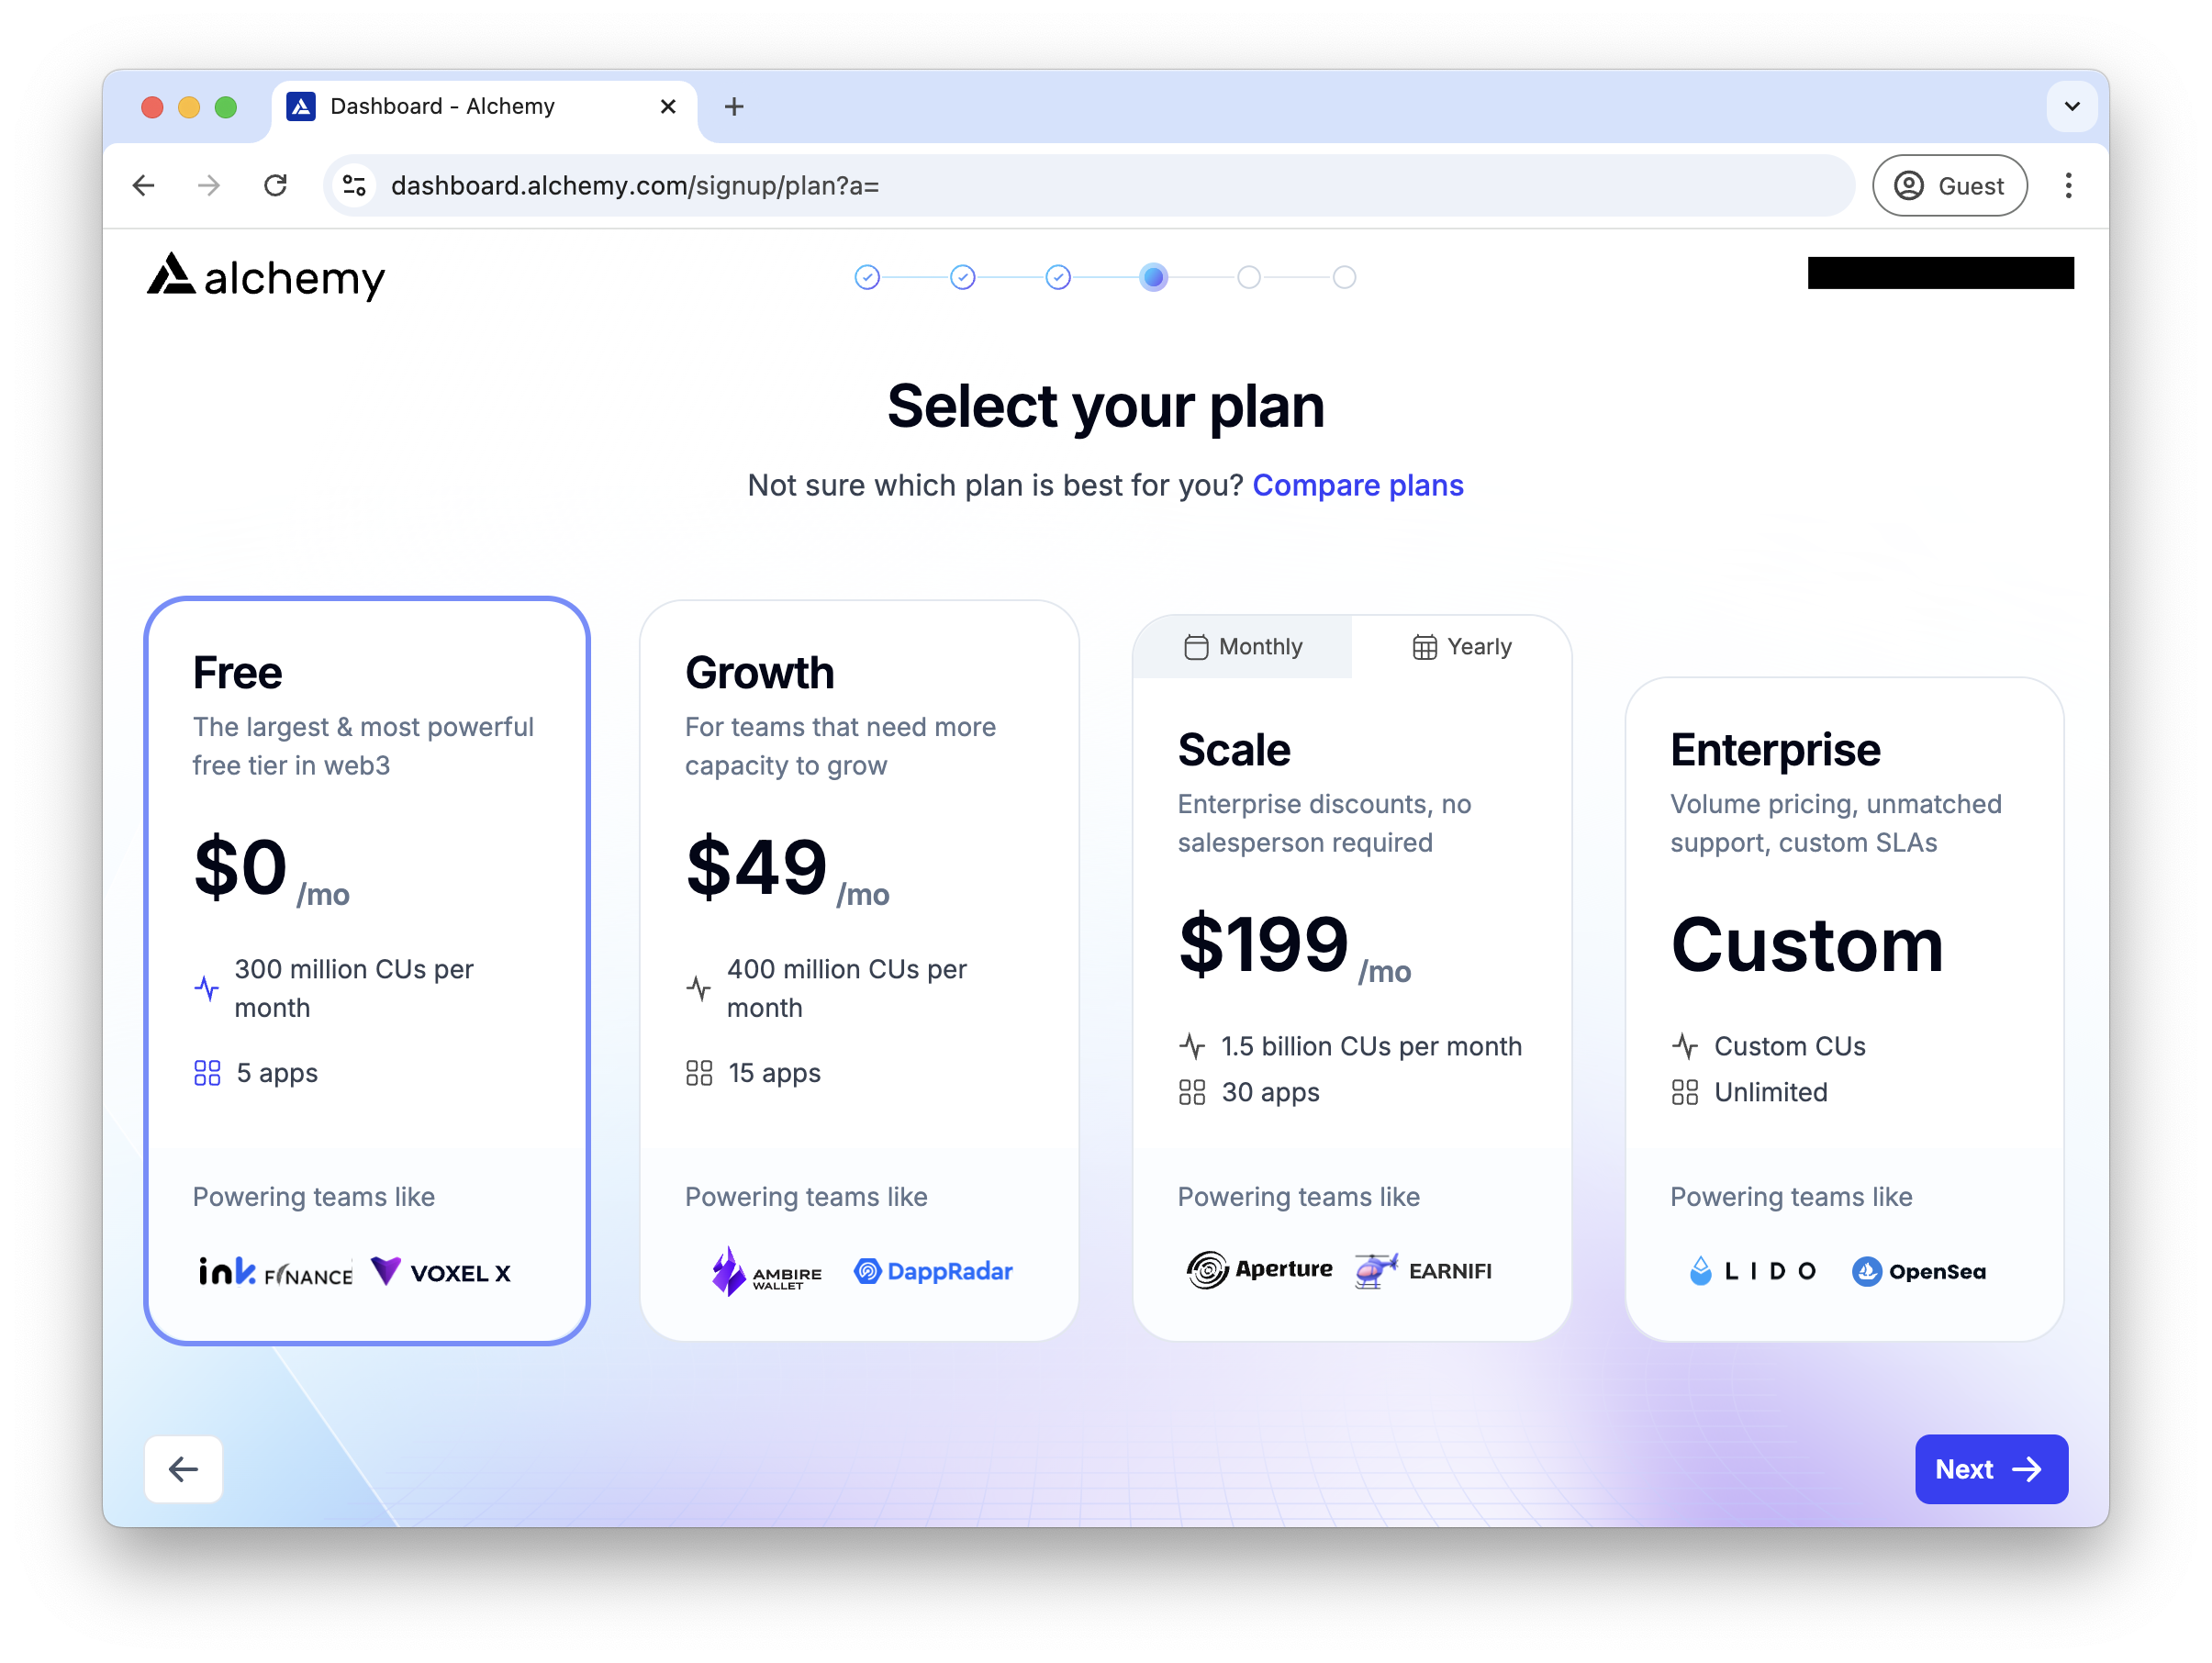 Dashboard - Alchemy
dashboard.alchemy.com/signup/plan?a=
Guest
alchemy
Select your plan
Not sure which plan is best for you? Compare plans
Free
The largest & most powerful
free tier in web3
$0 /mo
300 million CUs per
month
5 apps
Powering teams like
ink FINANCE
VOXEL X
Growth
For teams that need more
capacity to grow
$49 /mo
400 million CUs per
month
15 apps
Powering teams like
AMBIRE
WALLET
DappRadar
Monthly
Yearly
Scale
Enterprise discounts, no
salesperson required
$199 /mo
1.5 billion CUs per month
30 apps
Powering teams like
Aperture
EARNIFI
Enterprise
Volume pricing, unmatched
support, custom SLAs
Custom
Custom CUs
Unlimited
Powering teams like
LIDO
OpenSea
Next